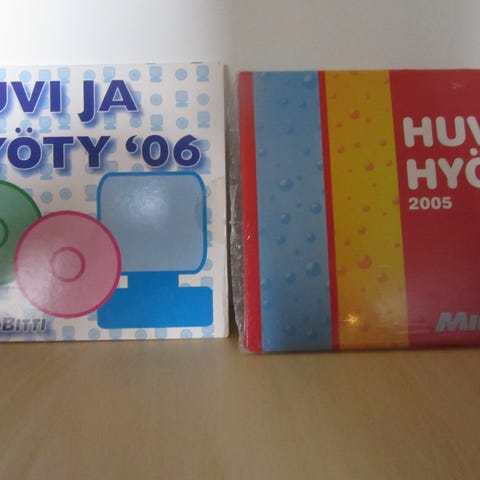 UVI JA
YÖTY '06
BITTI
HUV
HYÖ
2005
Mi